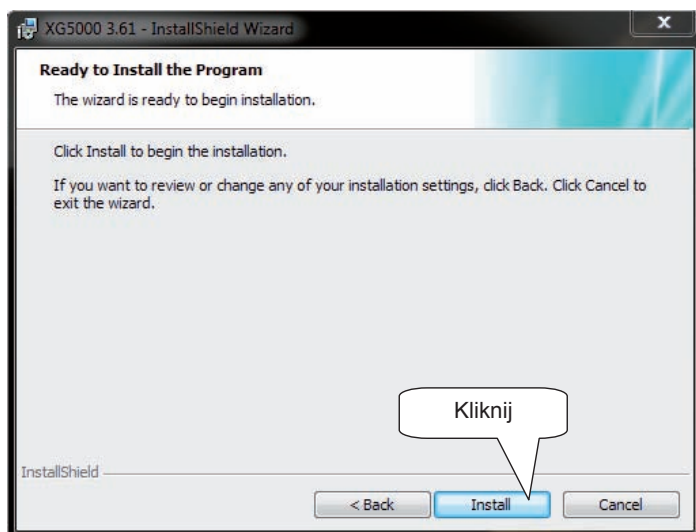 XG5000 3.61 - InstallShield Wizard
Ready to Install the Program
The wizard is ready to begin installation.
Click Install to begin the installation.
If you want to review or change any of your installation settings, click Back. Click Cancel to
exit the wizard.
Kliknij
InstallShield
< Back Install Cancel